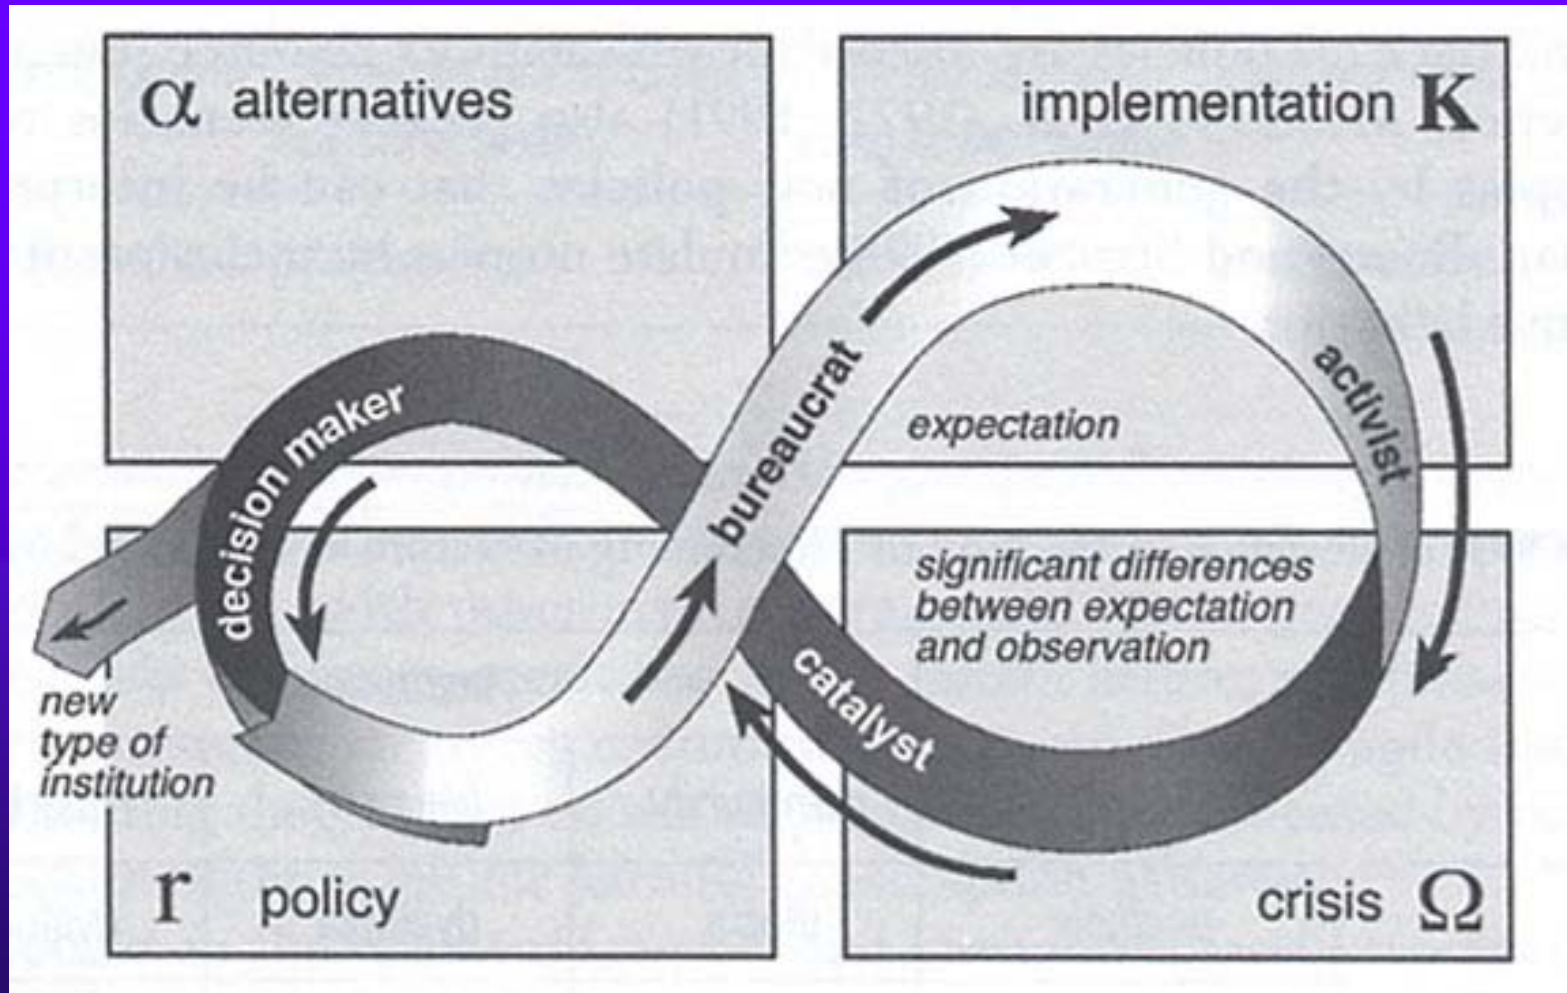 α alternatives
implementation K
decision maker
bureaucrat
activist
expectation
significant differences
between expectation
and observation
catalyst
new
type of
institution
r policy
crisis Ω